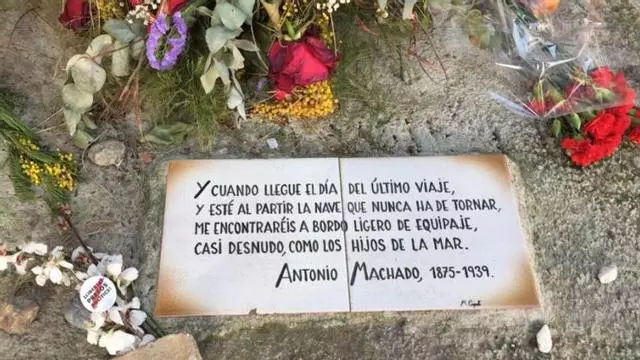 Y CUANDO LLEGUE EL DÍA DEL ÚLTIMO VIAJE,
Y ESTÉ AL PARTIR LA NAVE QUE NUNCA HA DE TORNAR,
ME ENCONTRARÉIS A BORDO LIGERO DE EQUIPAJE,
CASI DESNUDO, COMO LOS HIJOS DE LA MAR.
ANTONIO MACHADO, 1875-1939.